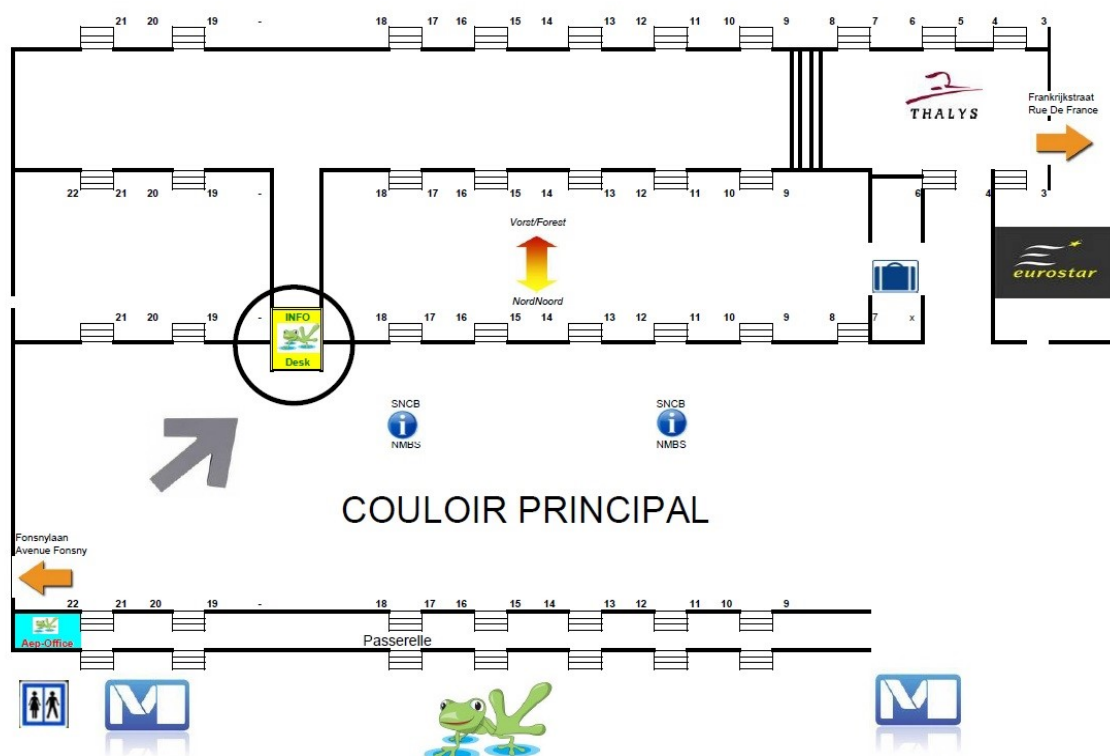 21 20 19 - 18 17 16 15 14 13 12 11 10 9 8 7 6 5 4 3
THALYS
Frankrijkstraat
Rue De France
22 21 20 19 - 18 17 16 15 14 13 12 11 10 9 6 4 3
Vorst/Forest
eurostar
NordNoord
21 20 19 - INFO 18 17 16 15 14 13 12 11 10 9 8 7 x
Desk
SNCB
NMBS
SNCB
NMBS
COULOIR PRINCIPAL
Fonsnylaan
Avenue Fonsny
22 21 20 19 - 18 17 16 15 14 13 12 11 10 9
Aep-Office
Passerelle
M
M